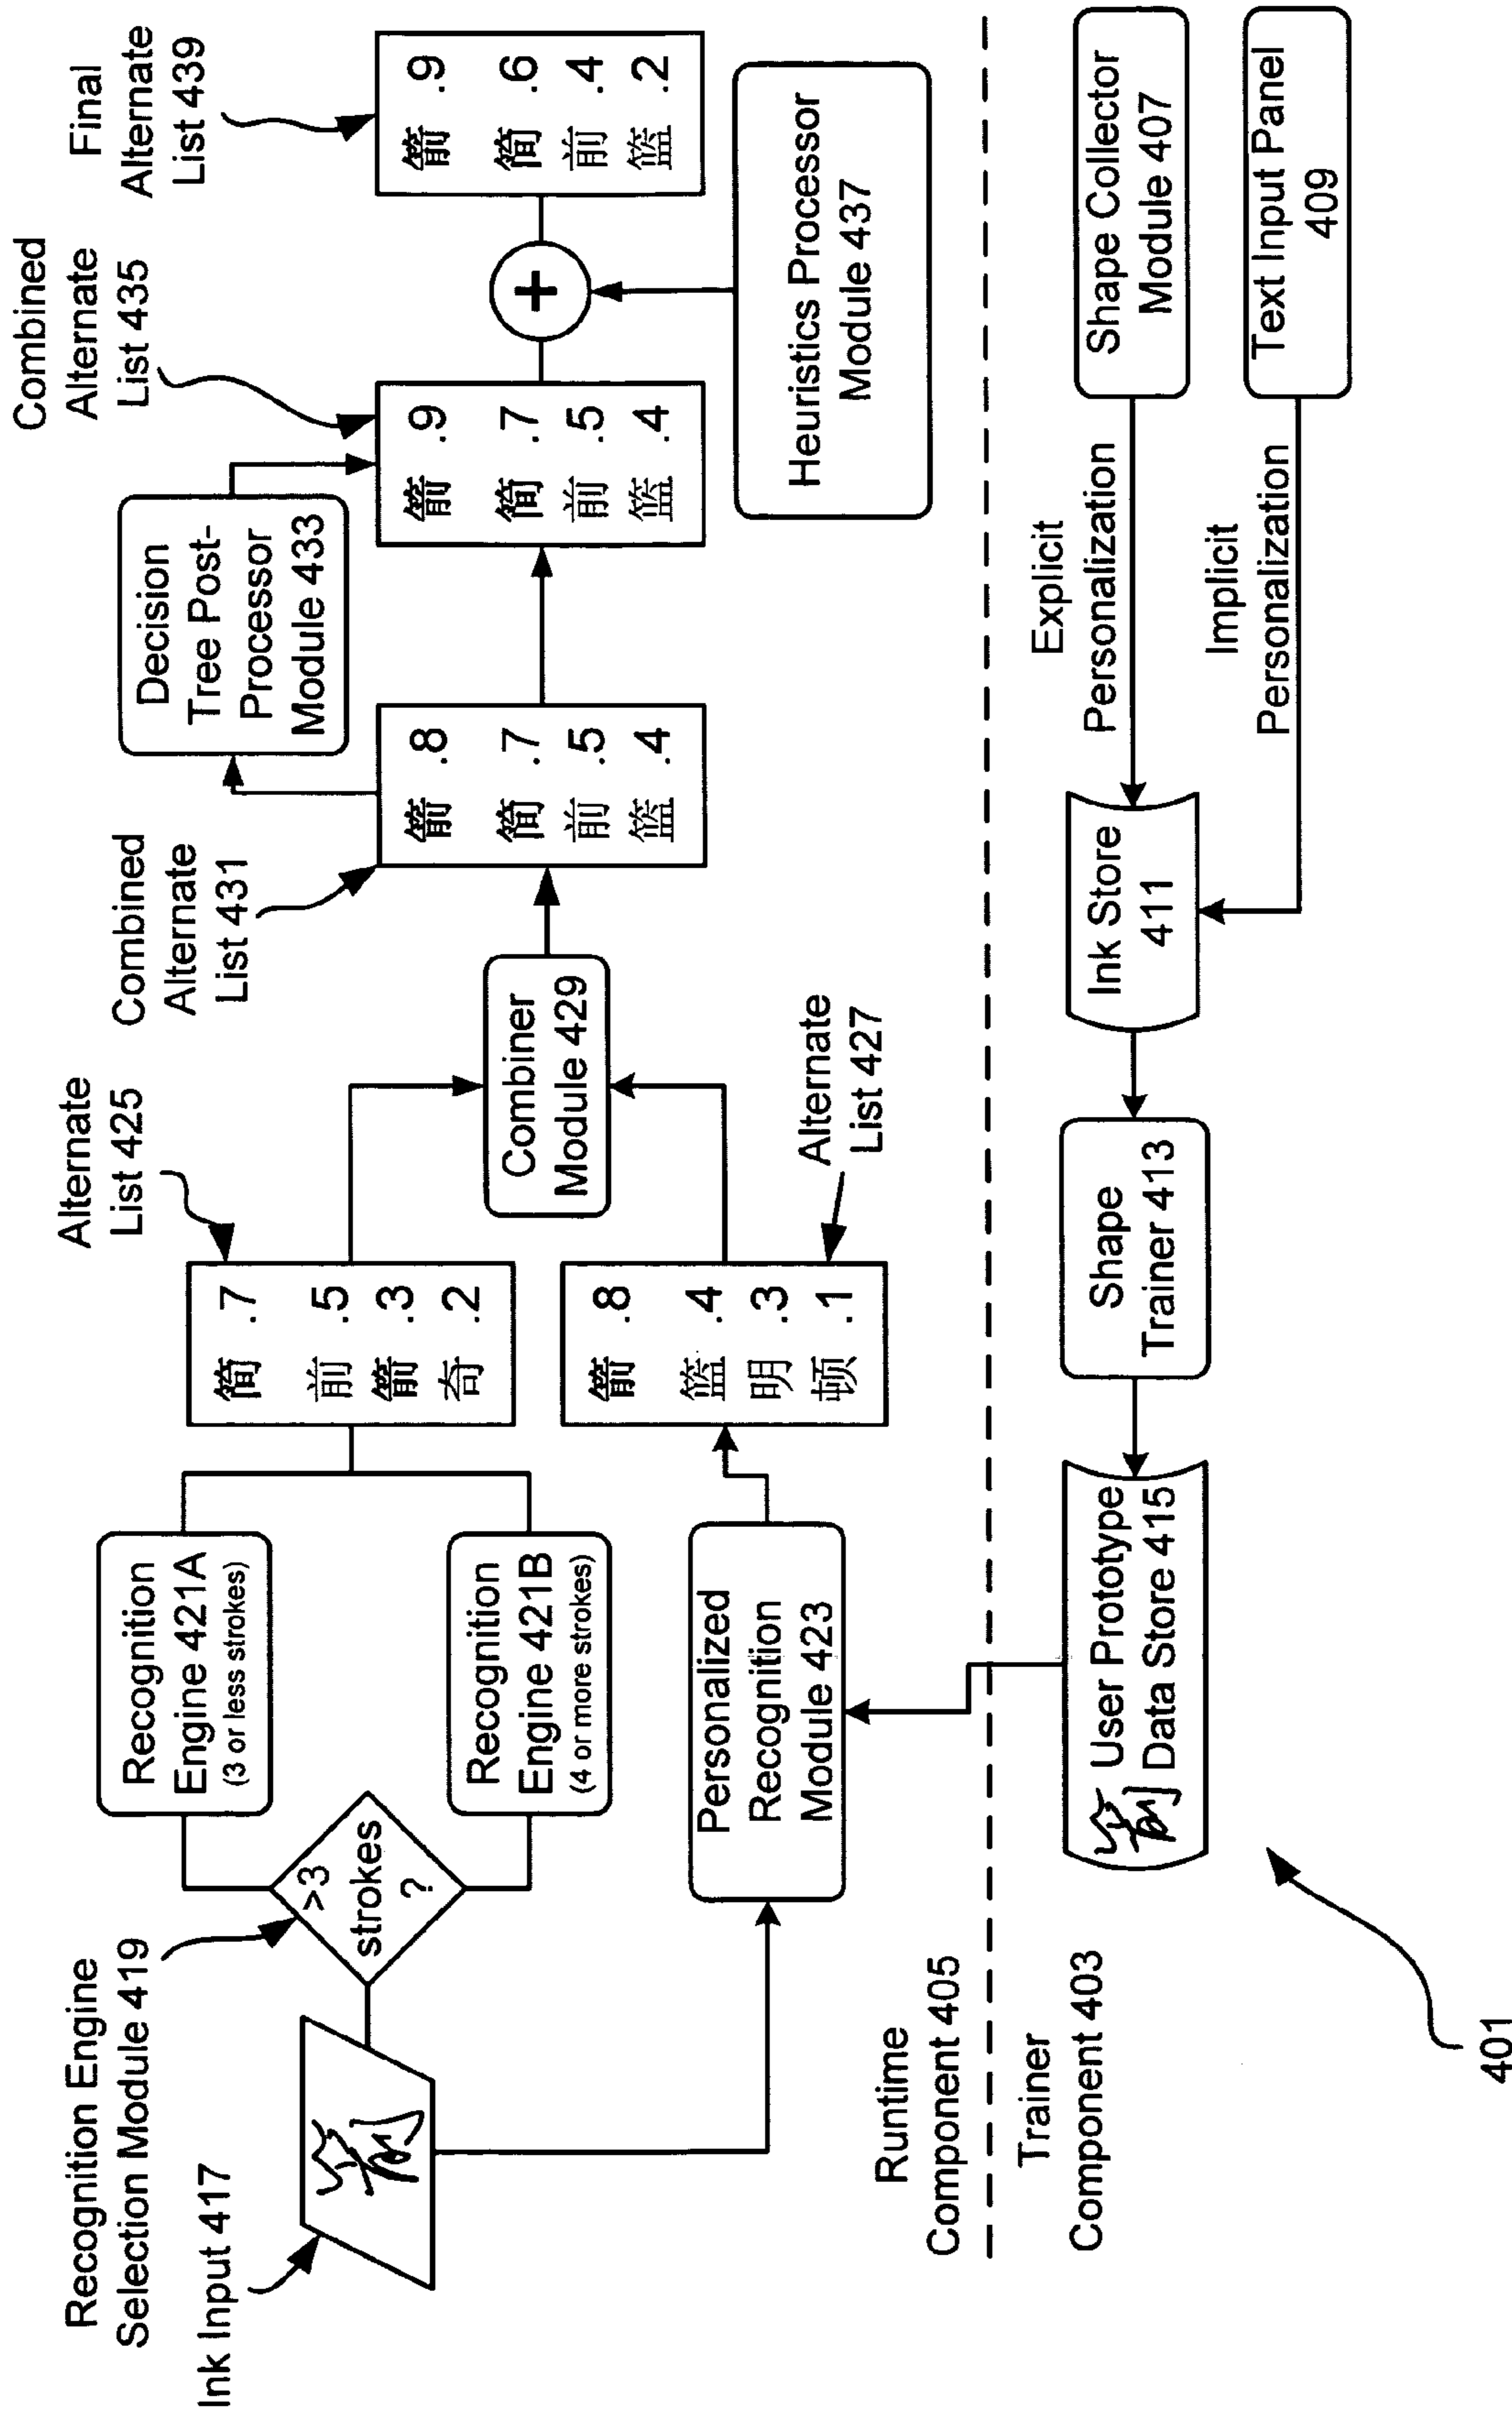 Recognition Engine
Selection Module 419
Ink Input 417
>3
strokes
?
Recognition
Engine 421A
(3 or less strokes)
Recognition
Engine 421B
(4 or more strokes)
Personalized
Recognition
Module 423
Alternate
List 425
简 .7
前 .5
箭 .3
奇 .2
箭 .8
篮 .4
明 .3
顿 .1
Alternate
List 427
Combiner
Module 429
Combined
Alternate
List 431
箭 .8
简 .7
前 .5
篮 .4
Decision
Tree Post-
Processor
Module 433
Combined
Alternate
List 435
箭 .9
简 .7
前 .5
篮 .4
+
Heuristics Processor
Module 437
Final
Alternate
List 439
箭 .9
简 .6
前 .4
篮 .2
Runtime
Component 405
Trainer
Component 403
User Prototype
Data Store 415
Shape
Trainer 413
Ink Store
411
Explicit
Personalization
Implicit
Personalization
Shape Collector
Module 407
Text Input Panel
409
401